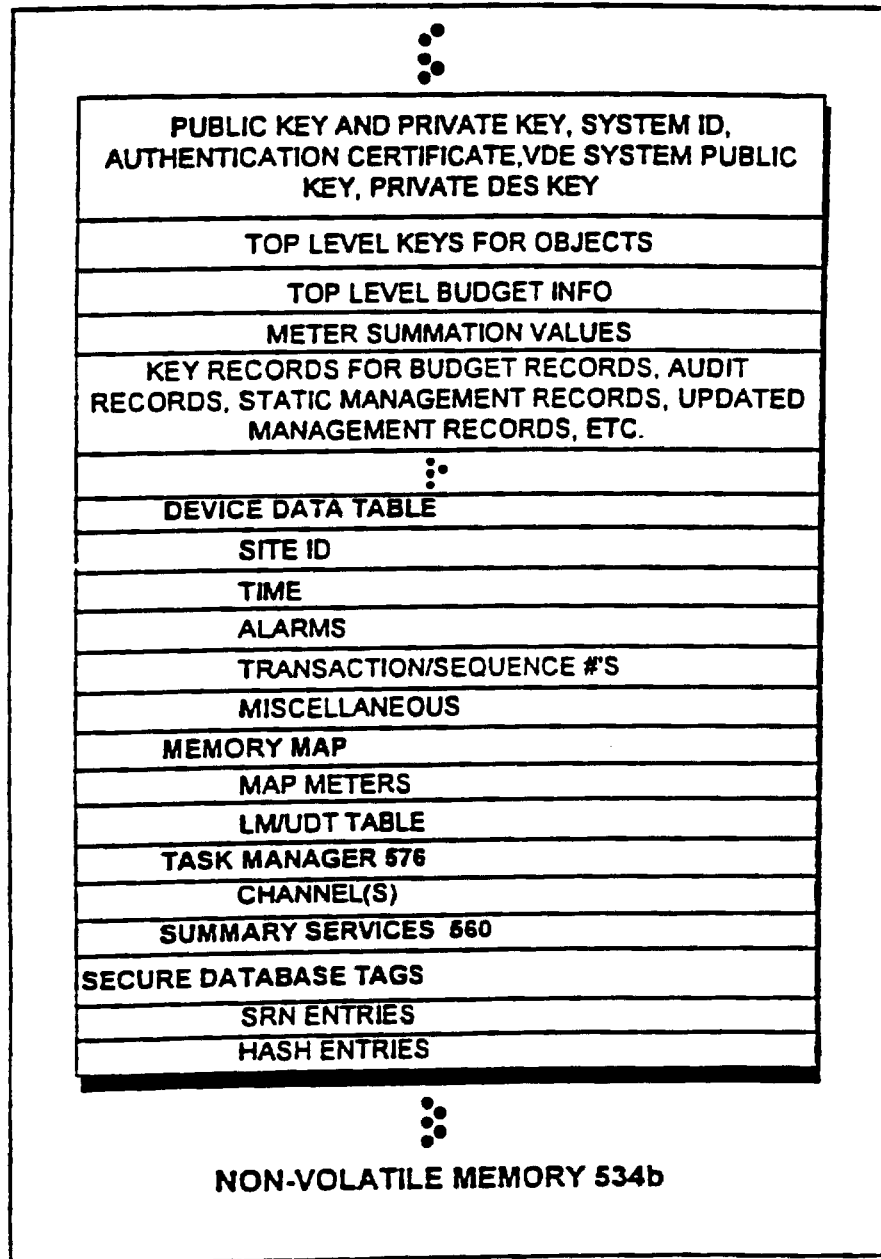 PUBLIC KEY AND PRIVATE KEY, SYSTEM ID,
AUTHENTICATION CERTIFICATE,VDE SYSTEM PUBLIC
KEY, PRIVATE DES KEY
TOP LEVEL KEYS FOR OBJECTS
TOP LEVEL BUDGET INFO
METER SUMMATION VALUES
KEY RECORDS FOR BUDGET RECORDS, AUDIT
RECORDS, STATIC MANAGEMENT RECORDS, UPDATED
MANAGEMENT RECORDS, ETC.
DEVICE DATA TABLE
SITE ID
TIME
ALARMS
TRANSACTION/SEQUENCE #'S
MISCELLANEOUS
MEMORY MAP
MAP METERS
LM/UDT TABLE
TASK MANAGER 576
CHANNEL(S)
SUMMARY SERVICES 560
SECURE DATABASE TAGS
SRN ENTRIES
HASH ENTRIES
NON-VOLATILE MEMORY 534b